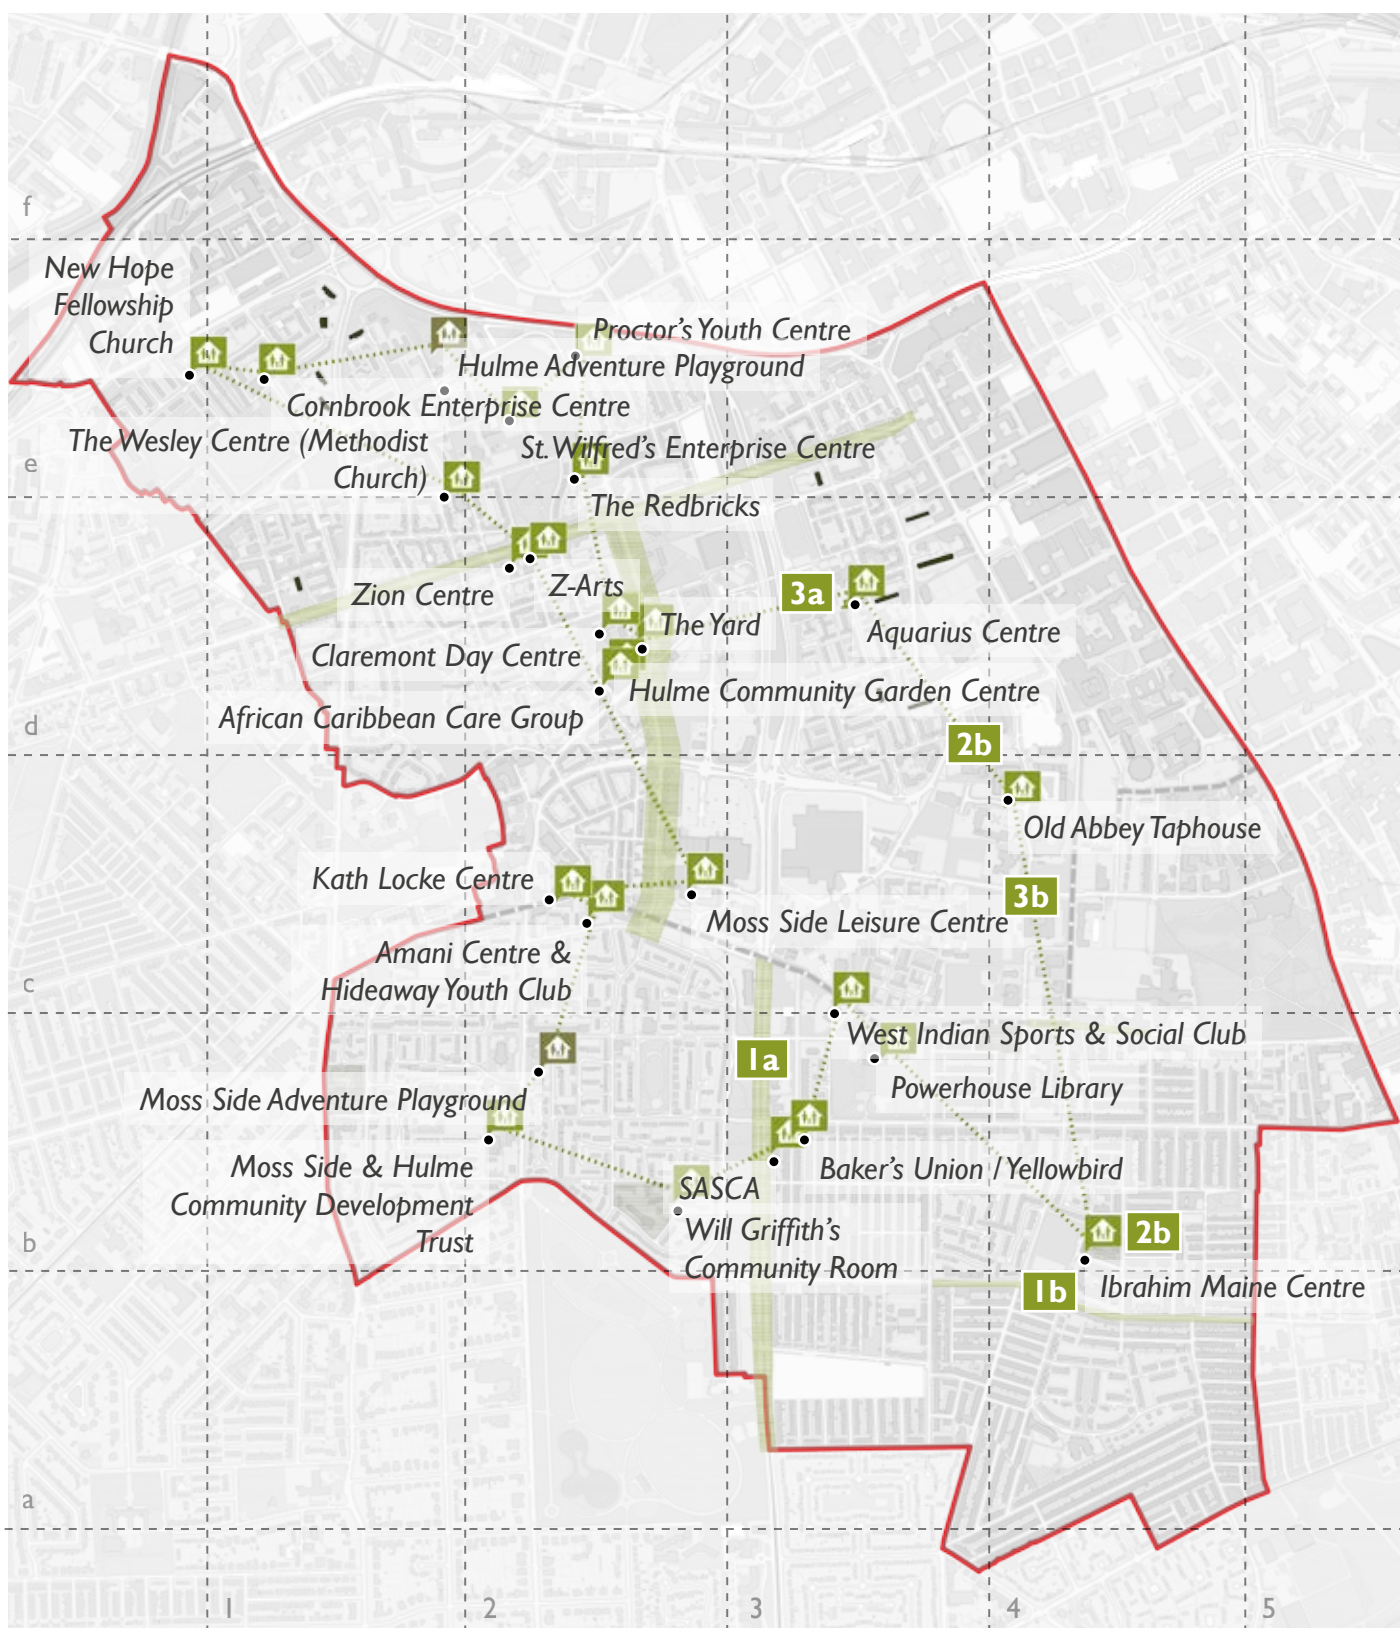 f
New Hope
Fellowship
Church
Proctor's Youth Centre
Hulme Adventure Playground
Cornbrook Enterprise Centre
The Wesley Centre (Methodist
Church)
St. Wilfred's Enterprise Centre
e
The Redbricks
Zion Centre
Z-Arts
3a
The Yard
Aquarius Centre
Claremont Day Centre
Hulme Community Garden Centre
African Caribbean Care Group
d
2b
Old Abbey Taphouse
Kath Locke Centre
3b
Moss Side Leisure Centre
Amani Centre &
Hideaway Youth Club
c
West Indian Sports & Social Club
1a
Powerhouse Library
Moss Side Adventure Playground
Moss Side & Hulme
Community Development
Trust
Baker's Union / Yellowbird
SASCA
Will Griffith's
Community Room
b
2b
1b
Ibrahim Maine Centre
a
1
2
3
4
5